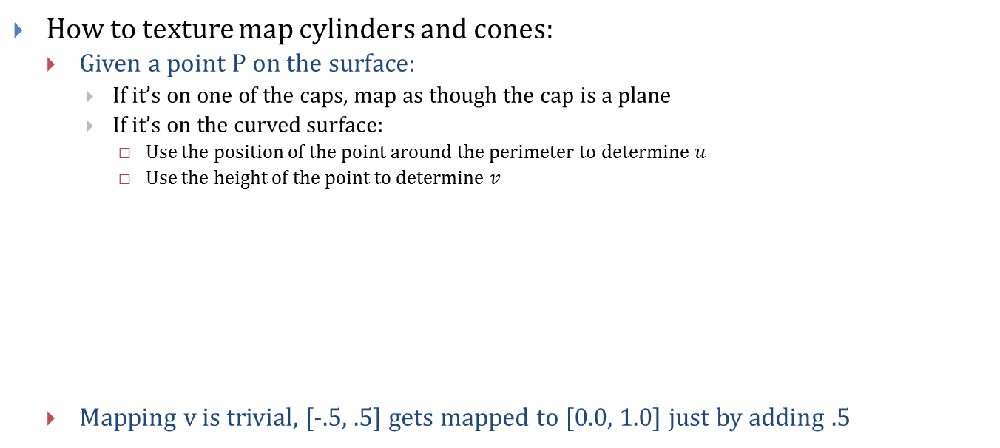 How to texture map cylinders and cones:
Given a point P on the surface:
If it’s on one of the caps, map as though the cap is a plane
If it’s on the curved surface:
Use the position of the point around the perimeter to determine u
Use the height of the point to determine v
Mapping v is trivial, [-.5, .5] gets mapped to [0.0, 1.0] just by adding .5